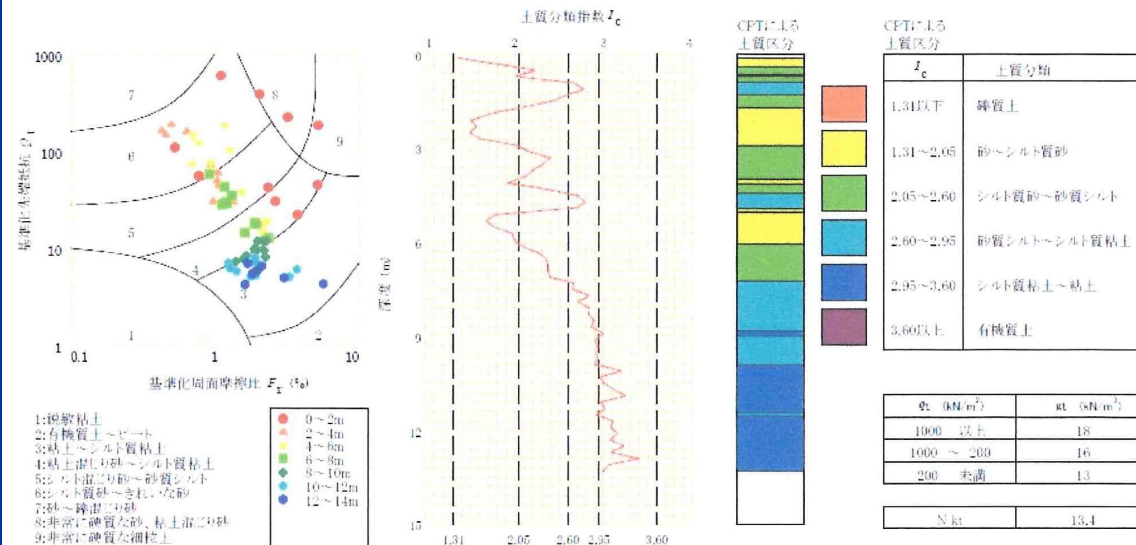 1000
100
10
1
0.1
1
10
基準化先端抵抗 Qt
基準化周面摩擦比 Fr (%)
7
8
9
6
5
4
3
1
2
1:鋭敏粘土
2:有機質土~ピート
3:粘土~シルト質粘土
4:粘土混じり砂~シルト質粘土
5:シルト混じり砂~砂質シルト
6:シルト質砂~きれいな砂
7:砂~礫混じり砂
8:非常に硬質な砂、粘土混じり砂
9:非常に硬質な細粒土
0~2m
2~4m
4~6m
6~8m
8~10m
10~12m
12~14m
土質分類指数 Ic
1 2 3 4
0
3
6
9
12
15
深度 (m)
1.31 2.05 2.60 2.95 3.60
CPTによる
土質区分
CPTによる
土質区分
Ic 土質分類
1.31以下 礫質土
1.31~2.05 砂~シルト質砂
2.05~2.60 シルト質砂~砂質シルト
2.60~2.95 砂質シルト~シルト質粘土
2.95~3.60 シルト質粘土~粘土
3.60以上 有機質土
qt (kN/m²) γt (kN/m³)
1000 以上 18
1000 ~ 200 16
200 未満 13
N kt 13.4